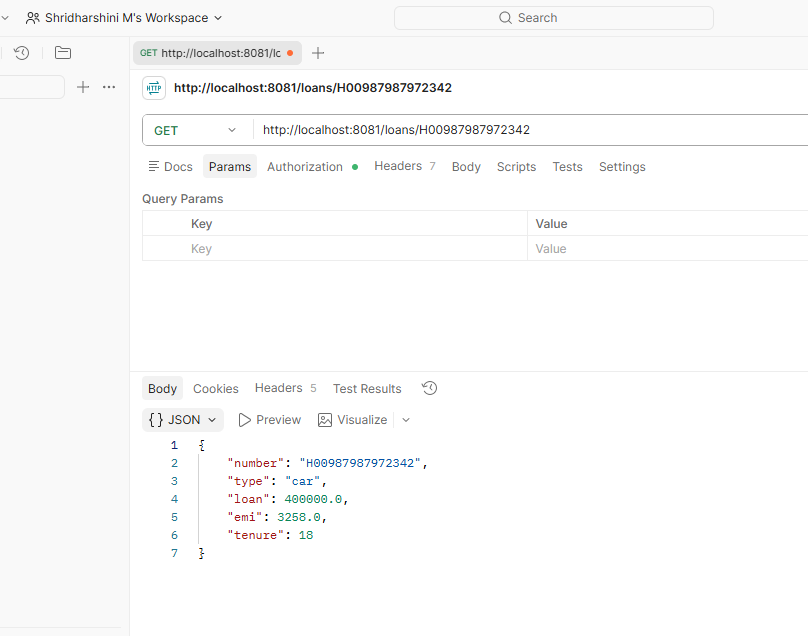 Shridharshini M's Workspace
Search
GET http://localhost:8081/lc
HTTP http://localhost:8081/loans/H00987987972342
GET http://localhost:8081/loans/H00987987972342
Docs Params Authorization Headers 7 Body Scripts Tests Settings
Query Params
Key Value
Key Value
Body Cookies Headers 5 Test Results
{} JSON Preview Visualize
1 {
2 "number": "H00987987972342",
3 "type": "car",
4 "loan": 400000.0,
5 "emi": 3258.0,
6 "tenure": 18
7 }